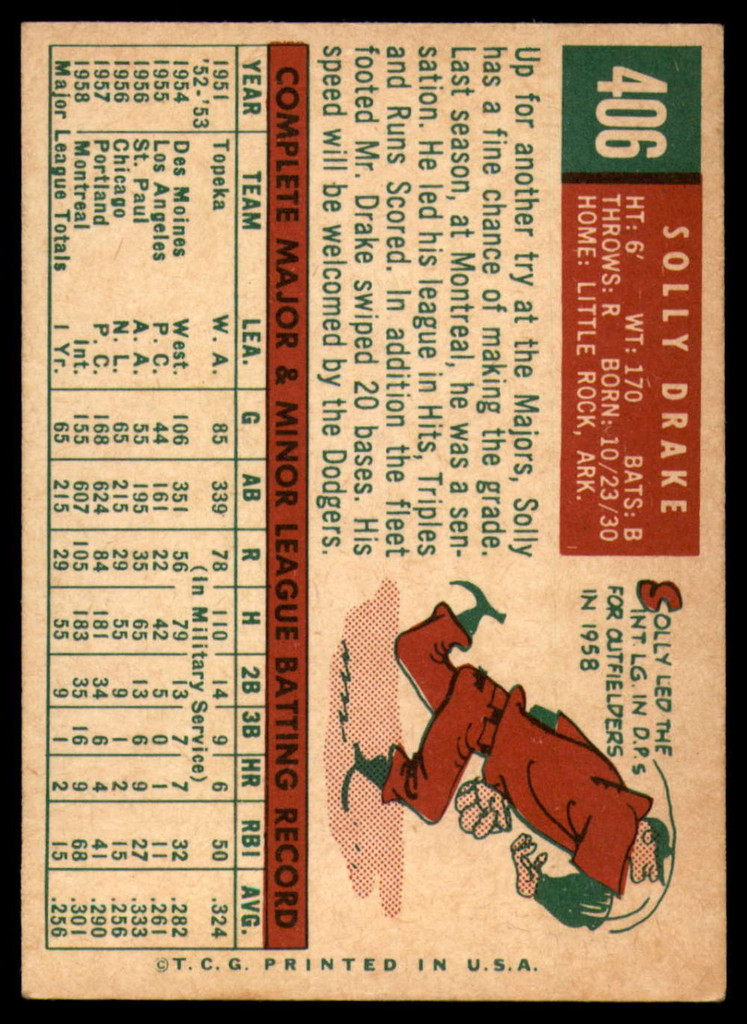 406
SOLLY DRAKE
HT: 6' WT: 170 BATS: B
THROWS: R BORN: 10/23/30
HOME: LITTLE ROCK, ARK.
Up for another try at the Majors, Solly
has a fine chance of making the grade.
Last season, at Montreal, he was a sen-
sation. He led his league in Hits, Triples
and Runs Scored. In addition the fleet
footed Mr. Drake swiped 20 bases. His
speed will be welcomed by the Dodgers.
SOLLY LED THE
INT. LG. IN D.P.s
FOR OUTFIELDERS
IN 1958
COMPLETE MAJOR & MINOR LEAGUE BATTING RECORD
YEAR TEAM LEA. G AB R H 2B 3B HR RBI AVG.
1951 Topeka W. A. 85 339 78 110 14 9 6 50 .324
'52-'53 (In Military Service)
1954 Des Moines West. 106 351 56 79 13 7 7 32 .282
1955 Los Angeles P. C. 44 161 22 42 5 0 1 11 .261
1956 St. Paul A. A. 55 195 35 65 13 6 9 27 .333
1956 Chicago N. L. 65 215 29 55 9 1 2 15 .256
1957 Portland P. C. 168 624 84 181 34 6 4 41 .290
1958 Montreal Int. 155 607 105 183 35 16 9 68 .301
Major League Totals 1 Yr. 65 215 29 55 9 1 2 15 .256
© T. C. G. PRINTED IN U.S.A.